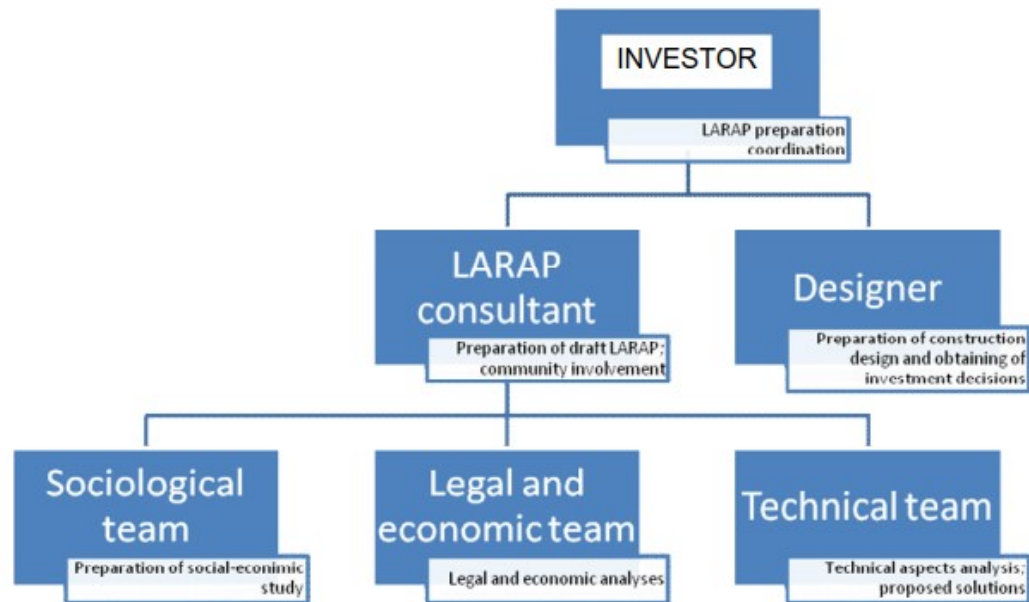 INVESTOR
LARAP preparation
coordination
LARAP
consultant
Preparation of draft LARAP;
community involvement
Designer
Preparation of construction
design and obtaining of
investment decisions
Sociological
team
Preparation of social-econimic
study
Legal and
economic team
Legal and economic analyses
Technical team
Technical aspects analysis;
proposed solutions